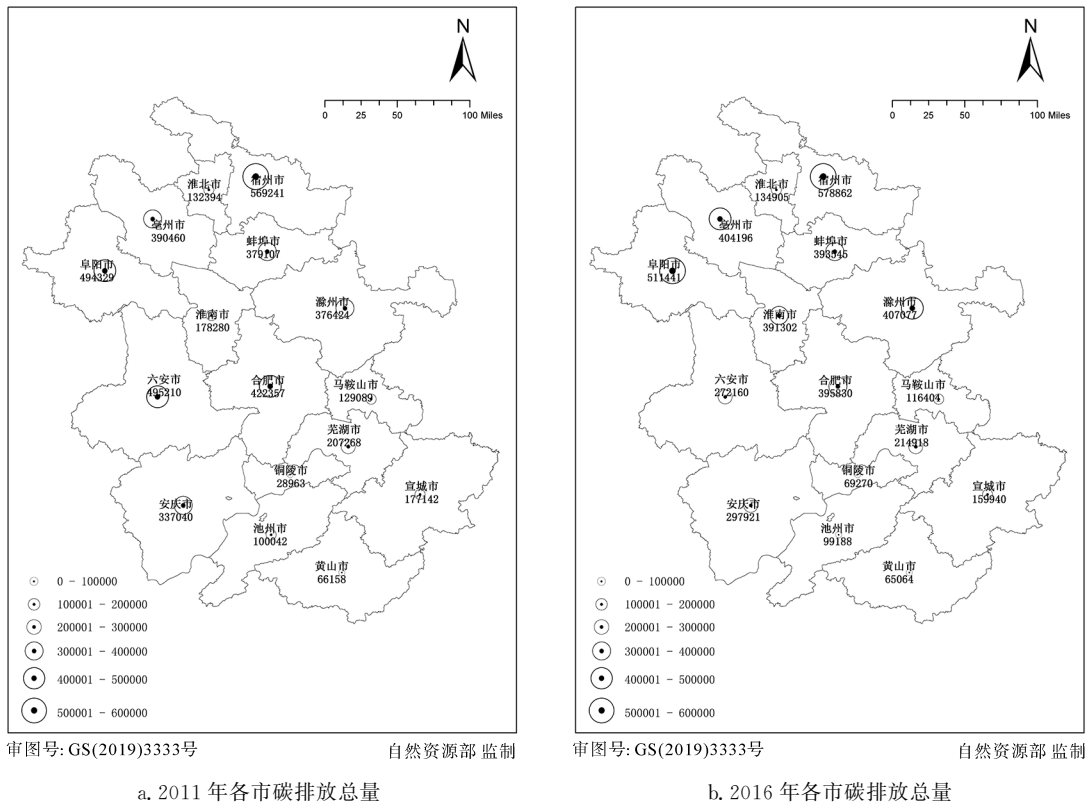 N
0 25 50 100 Miles
淮北市
132394
宿州市
569241
亳州市
390460
蚌埠市
379107
阜阳市
494329
滁州市
376424
淮南市
178280
六安市
495210
合肥市
422357
马鞍山市
129089
芜湖市
207268
铜陵市
28963
宣城市
177142
安庆市
337040
池州市
100042
黄山市
66158
0 - 100000
100001 - 200000
200001 - 300000
300001 - 400000
400001 - 500000
500001 - 600000
审图号: GS(2019)3333号 自然资源部 监制
a. 2011 年各市碳排放总量
N
0 25 50 100 Miles
淮北市
134905
宿州市
578862
亳州市
404196
蚌埠市
393545
阜阳市
511441
滁州市
407077
淮南市
391302
六安市
272160
合肥市
395830
马鞍山市
116404
芜湖市
214918
铜陵市
69270
宣城市
159940
安庆市
297921
池州市
99188
黄山市
65064
0 - 100000
100001 - 200000
200001 - 300000
300001 - 400000
400001 - 500000
500001 - 600000
审图号: GS(2019)3333号 自然资源部 监制
b. 2016 年各市碳排放总量